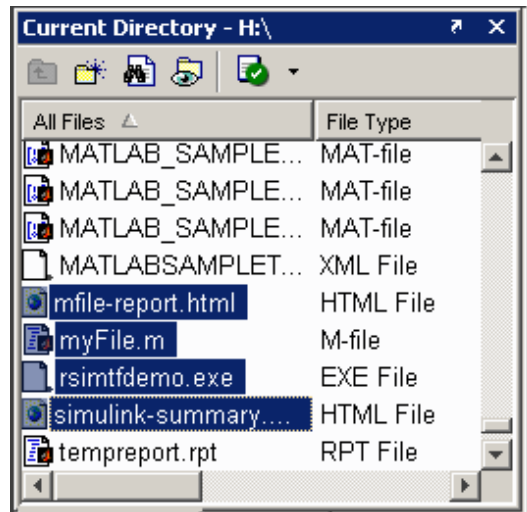 Current Directory - H:\
All Files File Type
MATLAB_SAMPLE... MAT-file
MATLAB_SAMPLE... MAT-file
MATLAB_SAMPLE... MAT-file
MATLABSAMPLET... XML File
mfile-report.html HTML File
myFile.m M-file
rsimtfdemo.exe EXE File
simulink-summary.... HTML File
tempreport.rpt RPT File